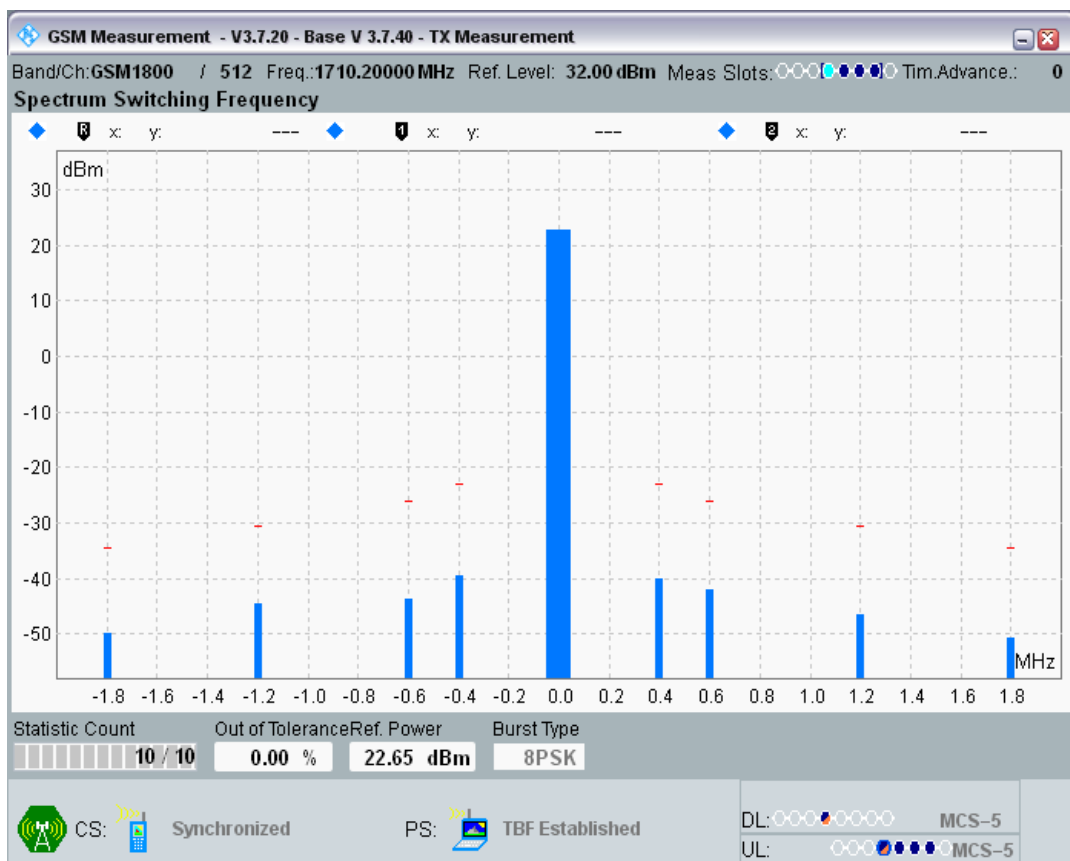 GSM Measurement - V3.7.20 - Base V 3.7.40 - TX Measurement
Band/Ch:GSM1800 / 512 Freq.:1710.20000 MHz Ref. Level: 32.00 dBm Meas Slots: Tim.Advance.: 0
Spectrum Switching Frequency
R x: y: --- 1 x: y: --- 2 x: y: ---
dBm
30
20
10
0
-10
-20
-30
-40
-50
MHz
-1.8 -1.6 -1.4 -1.2 -1.0 -0.8 -0.6 -0.4 -0.2 0.0 0.2 0.4 0.6 0.8 1.0 1.2 1.4 1.6 1.8
Statistic Count Out of Tolerance Ref. Power Burst Type
10 / 10 0.00 % 22.65 dBm 8PSK
CS: Synchronized PS: TBF Established
DL: MCS-5
UL: MCS-5